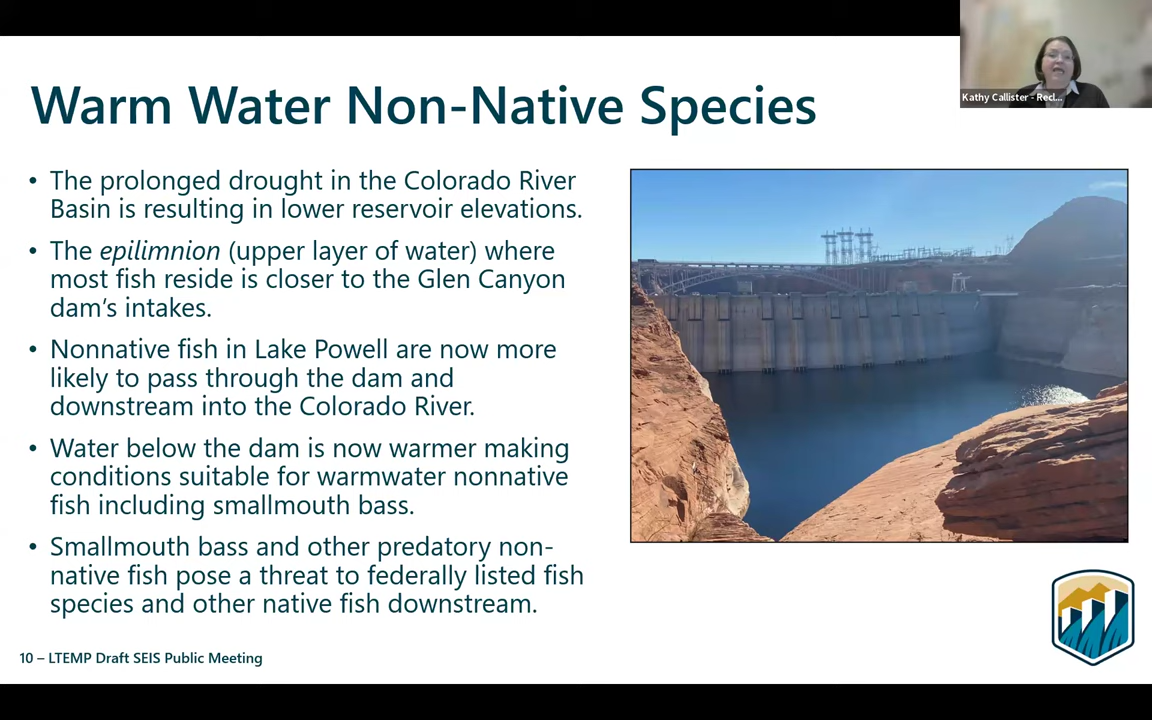 Kathy Callister - Recl...
Warm Water Non-Native Species
• The prolonged drought in the Colorado River
Basin is resulting in lower reservoir elevations.
• The epilimnion (upper layer of water) where
most fish reside is closer to the Glen Canyon
dam‘s intakes.
• Nonnative fish in Lake Powell are now more
likely to pass through the dam and
downstream into the Colorado River.
• Water below the dam is now warmer making
conditions suitable for warmwater nonnative
fish including smallmouth bass.
• Smallmouth bass and other predatory non-
native fish pose a threat to federally listed fish
species and other native fish downstream.
10 – LTEMP Draft SEIS Public Meeting